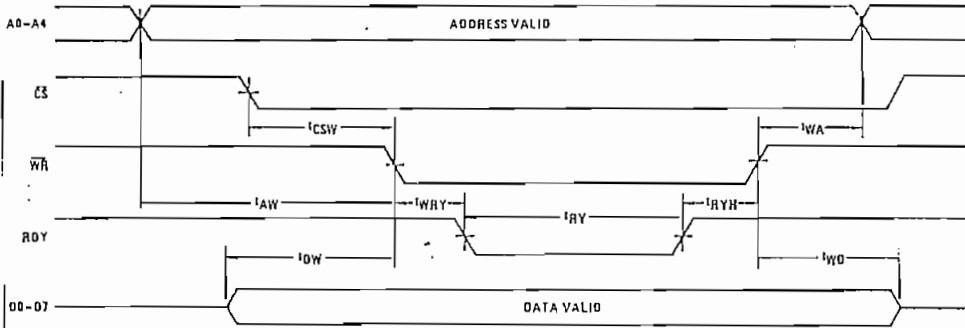 A0-A4 ADDRESS VALID
CS
tCSW tWA
WR
tAW tWRY tRY tRYH
RDY
tDW tWD
D0-D7 DATA VALID